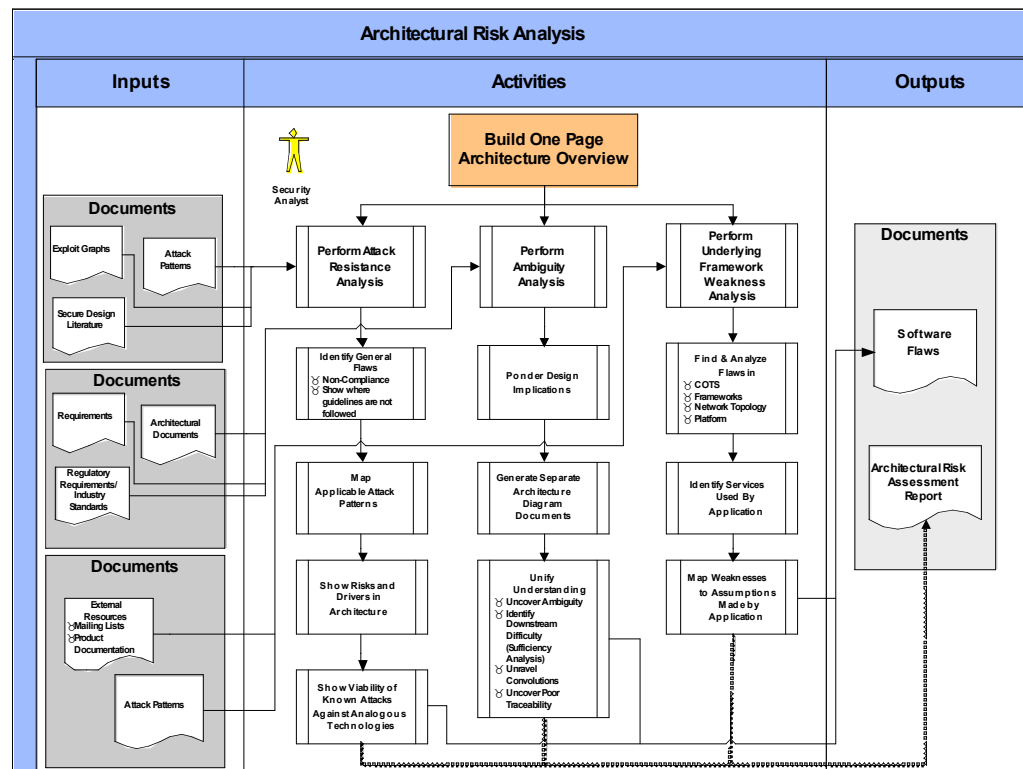 Architectural Risk Analysis
Inputs
Activities
Outputs
Build One Page
Architecture Overview
Security
Analyst
Documents
Exploit Graphs
Attack
Patterns
Secure Design
Literature
Documents
Requirements
Architectural
Documents
Regulatory
Requirements/
Industry
Standards
Documents
External
Resources
Mailing Lists
Product
Documentation
Attack Patterns
Perform Attack
Resistance
Analysis
Identify General
Flaws
Non-Compliance
Show where
guidelines are not
followed
Map
Applicable Attack
Patterns
Show Risks and
Drivers in
Architecture
Show Viability of
Known Attacks
Against Analogous
Technologies
Perform
Ambiguity
Analysis
Ponder Design
Implications
Generate Separate
Architecture
Diagram
Documents
Unify
Understanding
Uncover Ambiguity
Identify
Downstream
Difficulty
(Sufficiency
Analysis)
Unravel
Convolutions
Uncover Poor
Traceability
Perform
Underlying
Framework
Weakness
Analysis
Find & Analyze
Flaws in
COTS
Frameworks
Network Topology
Platform
Identify Services
Used By
Application
Map Weaknesses
to Assumptions
Made by
Application
Documents
Software
Flaws
Architectural Risk
Assessment
Report